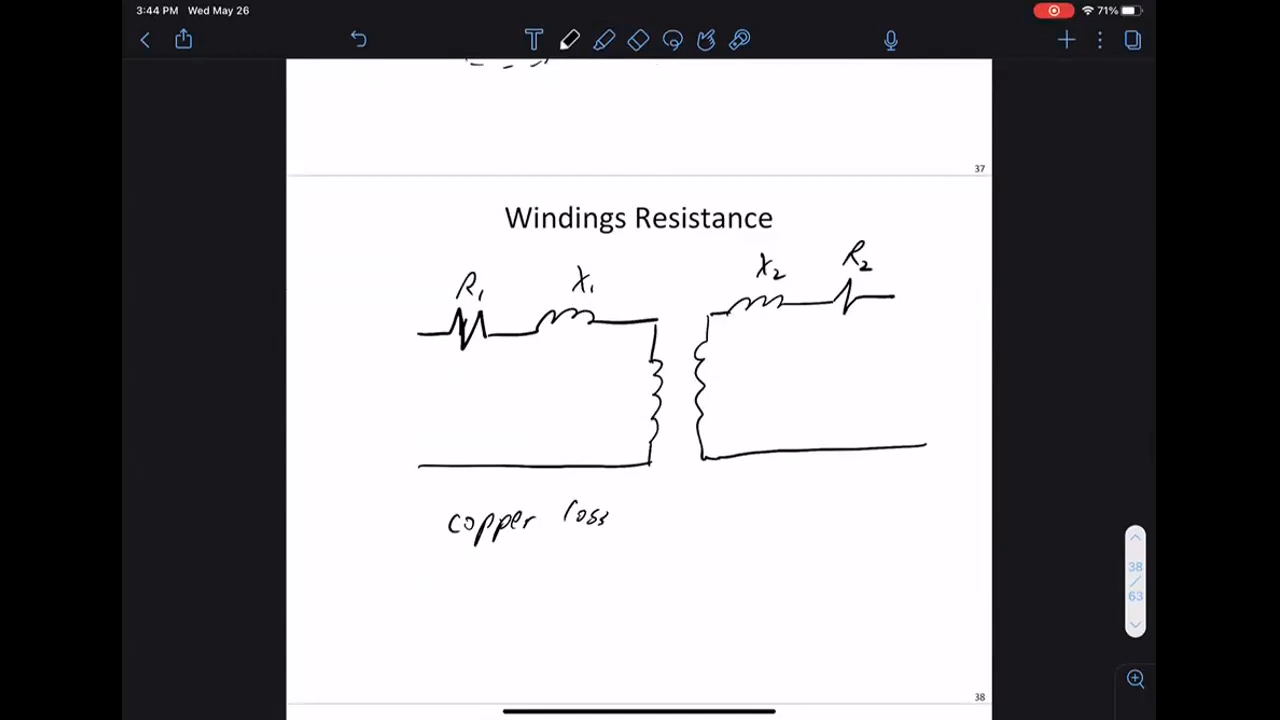 3:44 PM Wed May 26
71%
T
37
Windings Resistance
R₁ X₁ X₂ R₂
copper loss
38
/
63
38